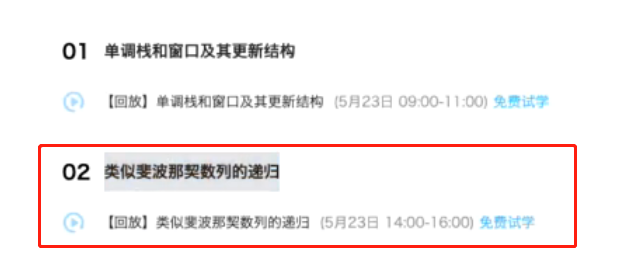 01 单调栈和窗口及其更新结构
【回放】单调栈和窗口及其更新结构 (5月23日 09:00-11:00) 免费试学
02 类似斐波那契数列的递归
【回放】类似斐波那契数列的递归 (5月23日 14:00-16:00) 免费试学